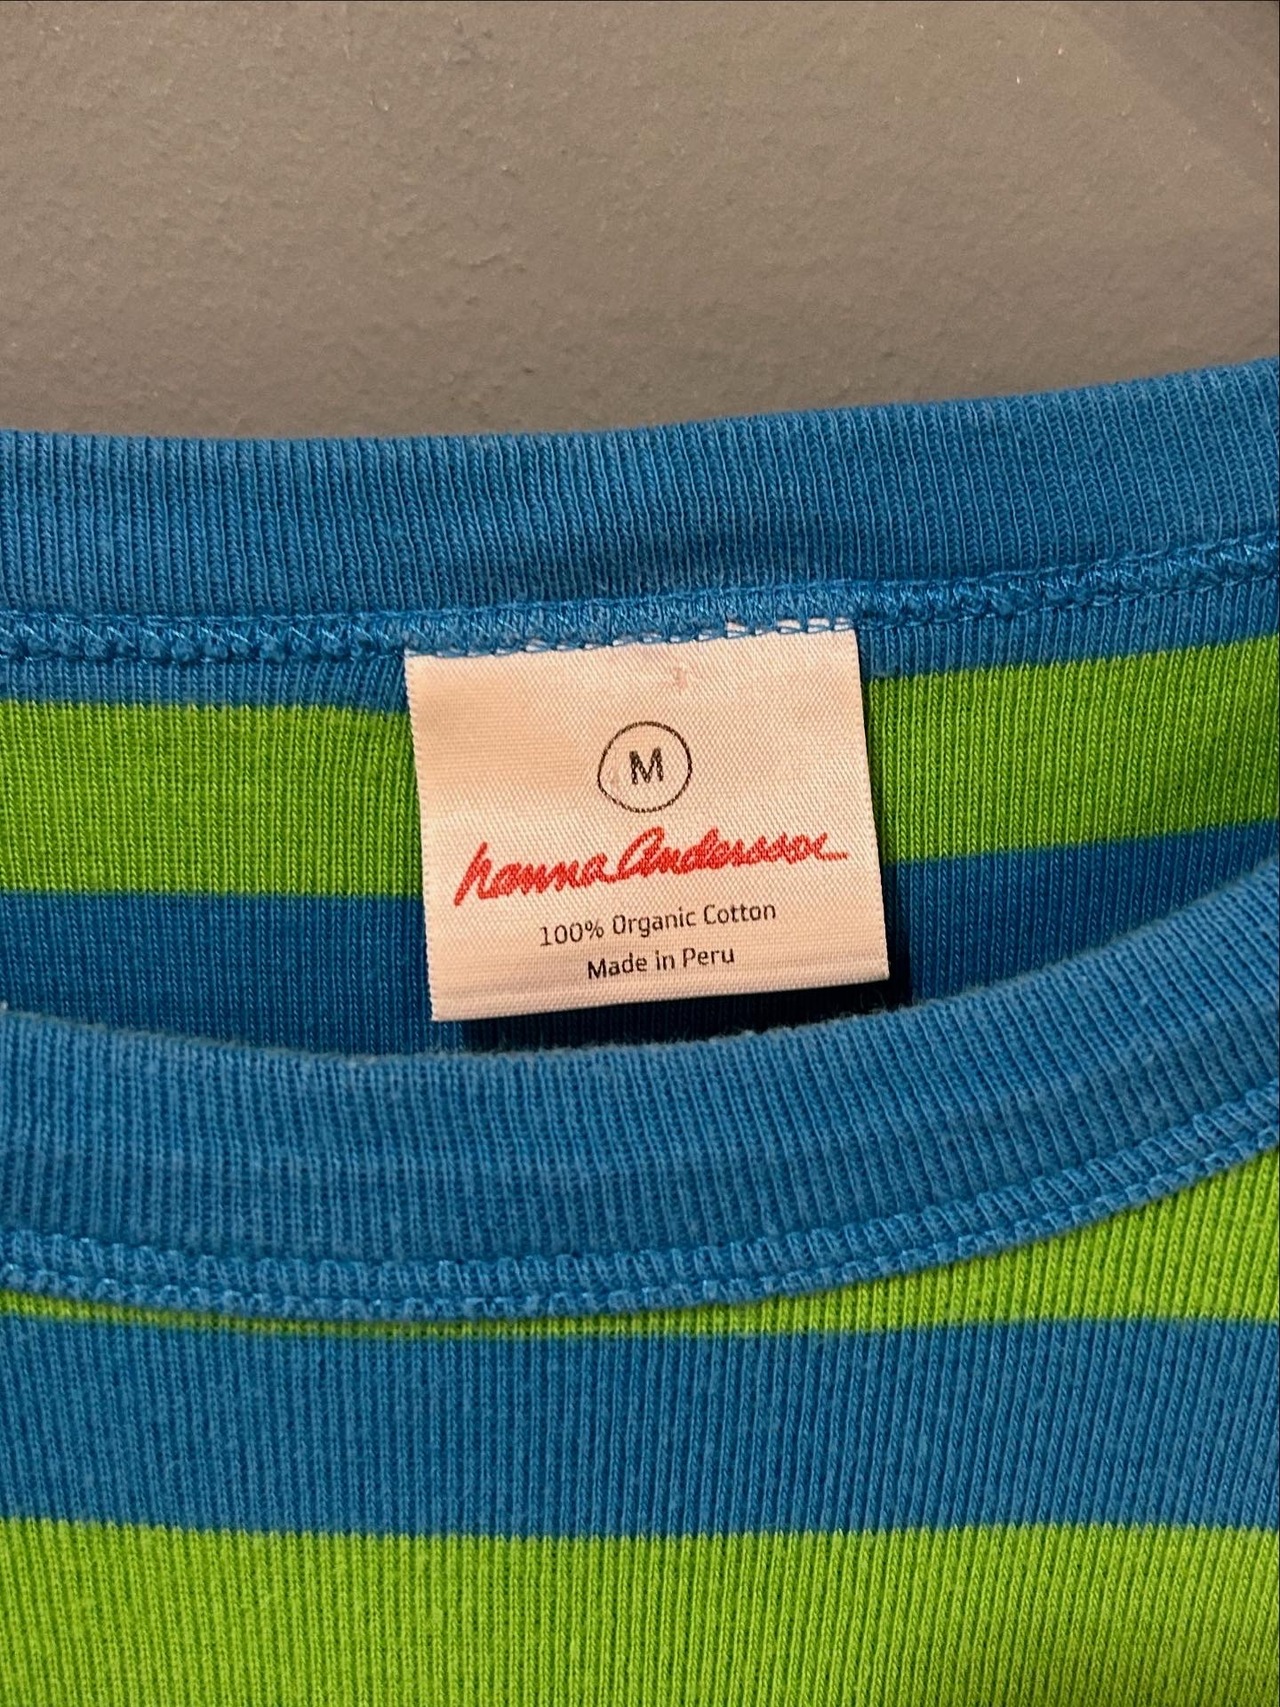 M
hanna Andersson
100% Organic Cotton
Made in Peru